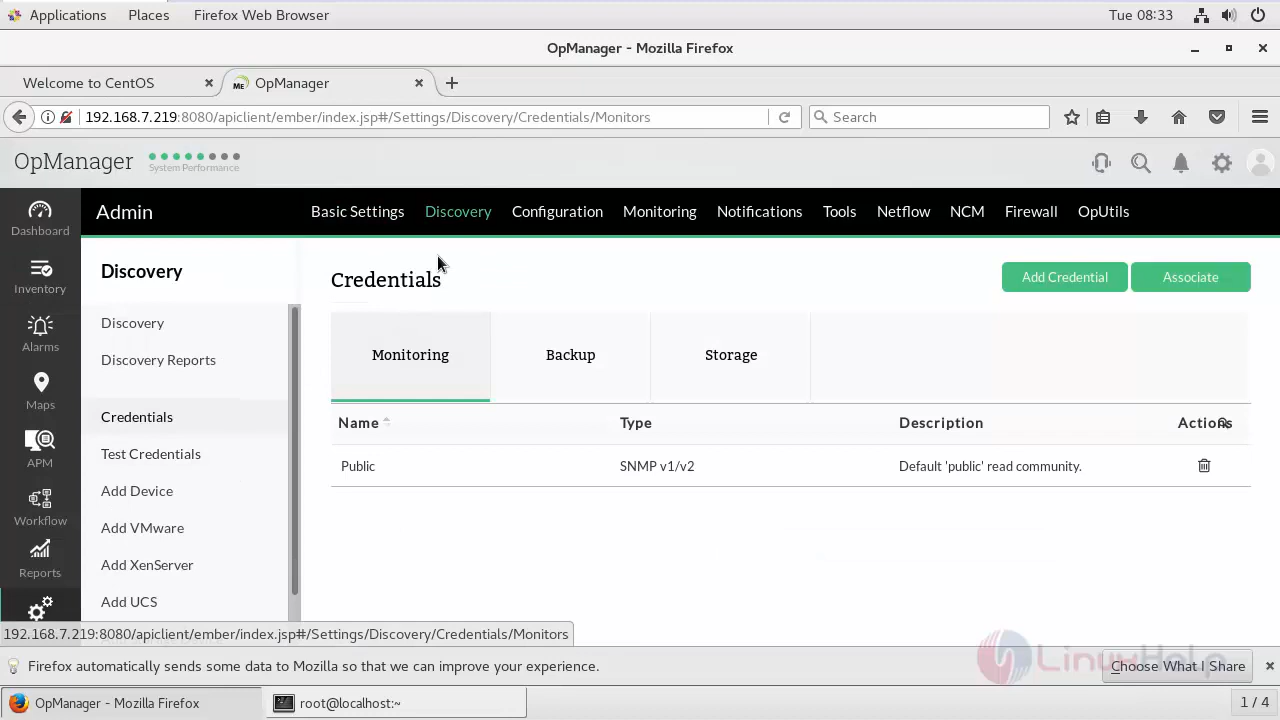 Applications Places Firefox Web Browser Tue 08:33
OpManager - Mozilla Firefox
Welcome to CentOS OpManager
192.168.7.219:8080/apiclient/ember/index.jsp#/Settings/Discovery/Credentials/Monitors Search
OpManager System Performance
Admin Basic Settings Discovery Configuration Monitoring Notifications Tools Netflow NCM Firewall OpUtils
Dashboard
Inventory
Alarms
Maps
APM
Workflow
Reports
Discovery
Discovery
Discovery Reports
Credentials
Test Credentials
Add Device
Add VMware
Add XenServer
Add UCS
Credentials Add Credential Associate
Monitoring Backup Storage
Name Type Description Actions
Public SNMP v1/v2 Default 'public' read community.
192.168.7.219:8080/apiclient/ember/index.jsp#/Settings/Discovery/Credentials/Monitors
Firefox automatically sends some data to Mozilla so that we can improve your experience. Choose What I Share
LinuxHelp
OpManager - Mozilla Firefox root@localhost:~ 1 / 4